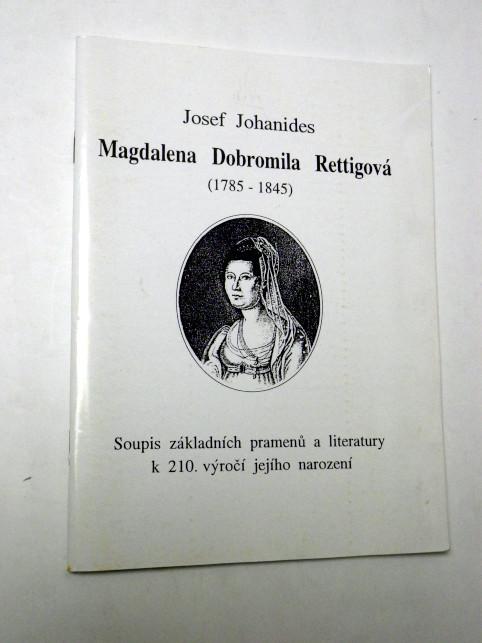 Josef Johanides
Magdalena Dobromila Rettigová
(1785 - 1845)
Soupis základních pramenů a literatury
k 210. výročí jejího narození